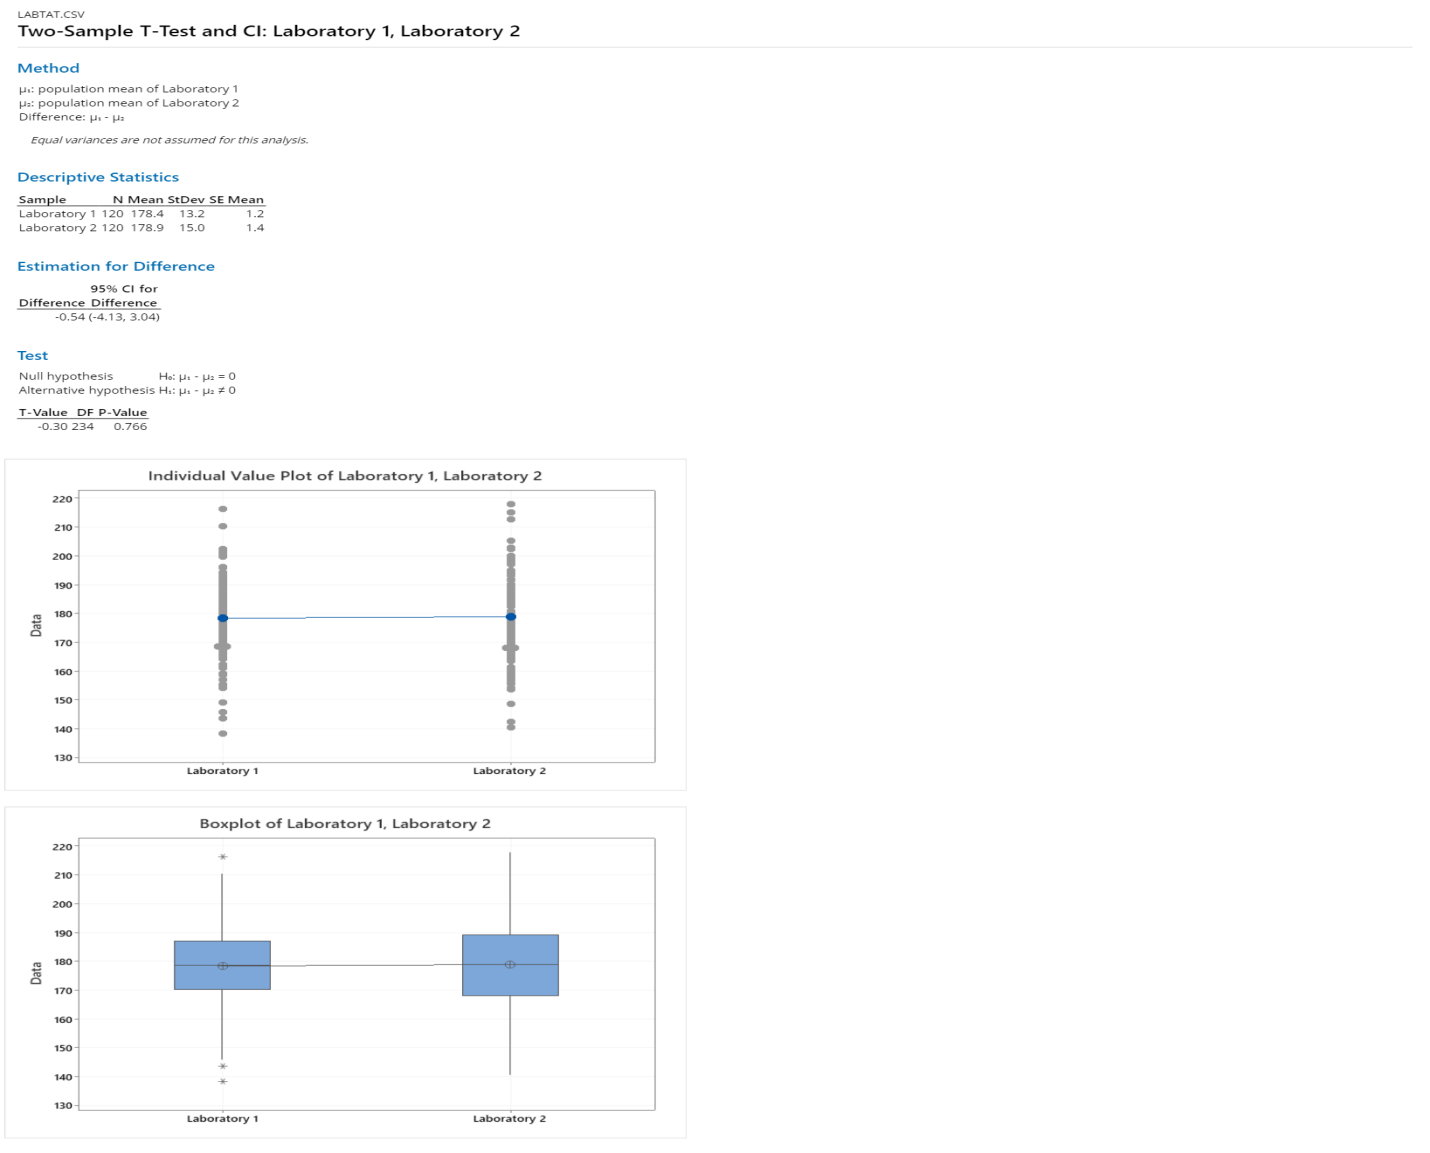 LABTAT.CSV
Two-Sample T-Test and CI: Laboratory 1, Laboratory 2
Method
μ₁: population mean of Laboratory 1
µ₂: population mean of Laboratory 2
Difference: µ₁ - µ₂
Equal variances are not assumed for this analysis.
Descriptive Statistics
Sample N Mean StDev SE Mean
Laboratory 1 120 178.4 13.2 1.2
Laboratory 2 120 178.9 15.0 1.4
Estimation for Difference
95% CI for
Difference Difference
-0.54 (-4.13, 3.04)
Test
Null hypothesis H₀: μ₁ - µ₂ = 0
Alternative hypothesis H₁: μ₁ - µ₂ ≠ 0
T-Value DF P-Value
-0.30 234 0.766
Individual Value Plot of Laboratory 1, Laboratory 2
220
210
200
190
180
170
160
150
140
130
Data
Laboratory 1 Laboratory 2
Boxplot of Laboratory 1, Laboratory 2
220
210
200
190
180
170
160
150
140
130
Data
Laboratory 1 Laboratory 2